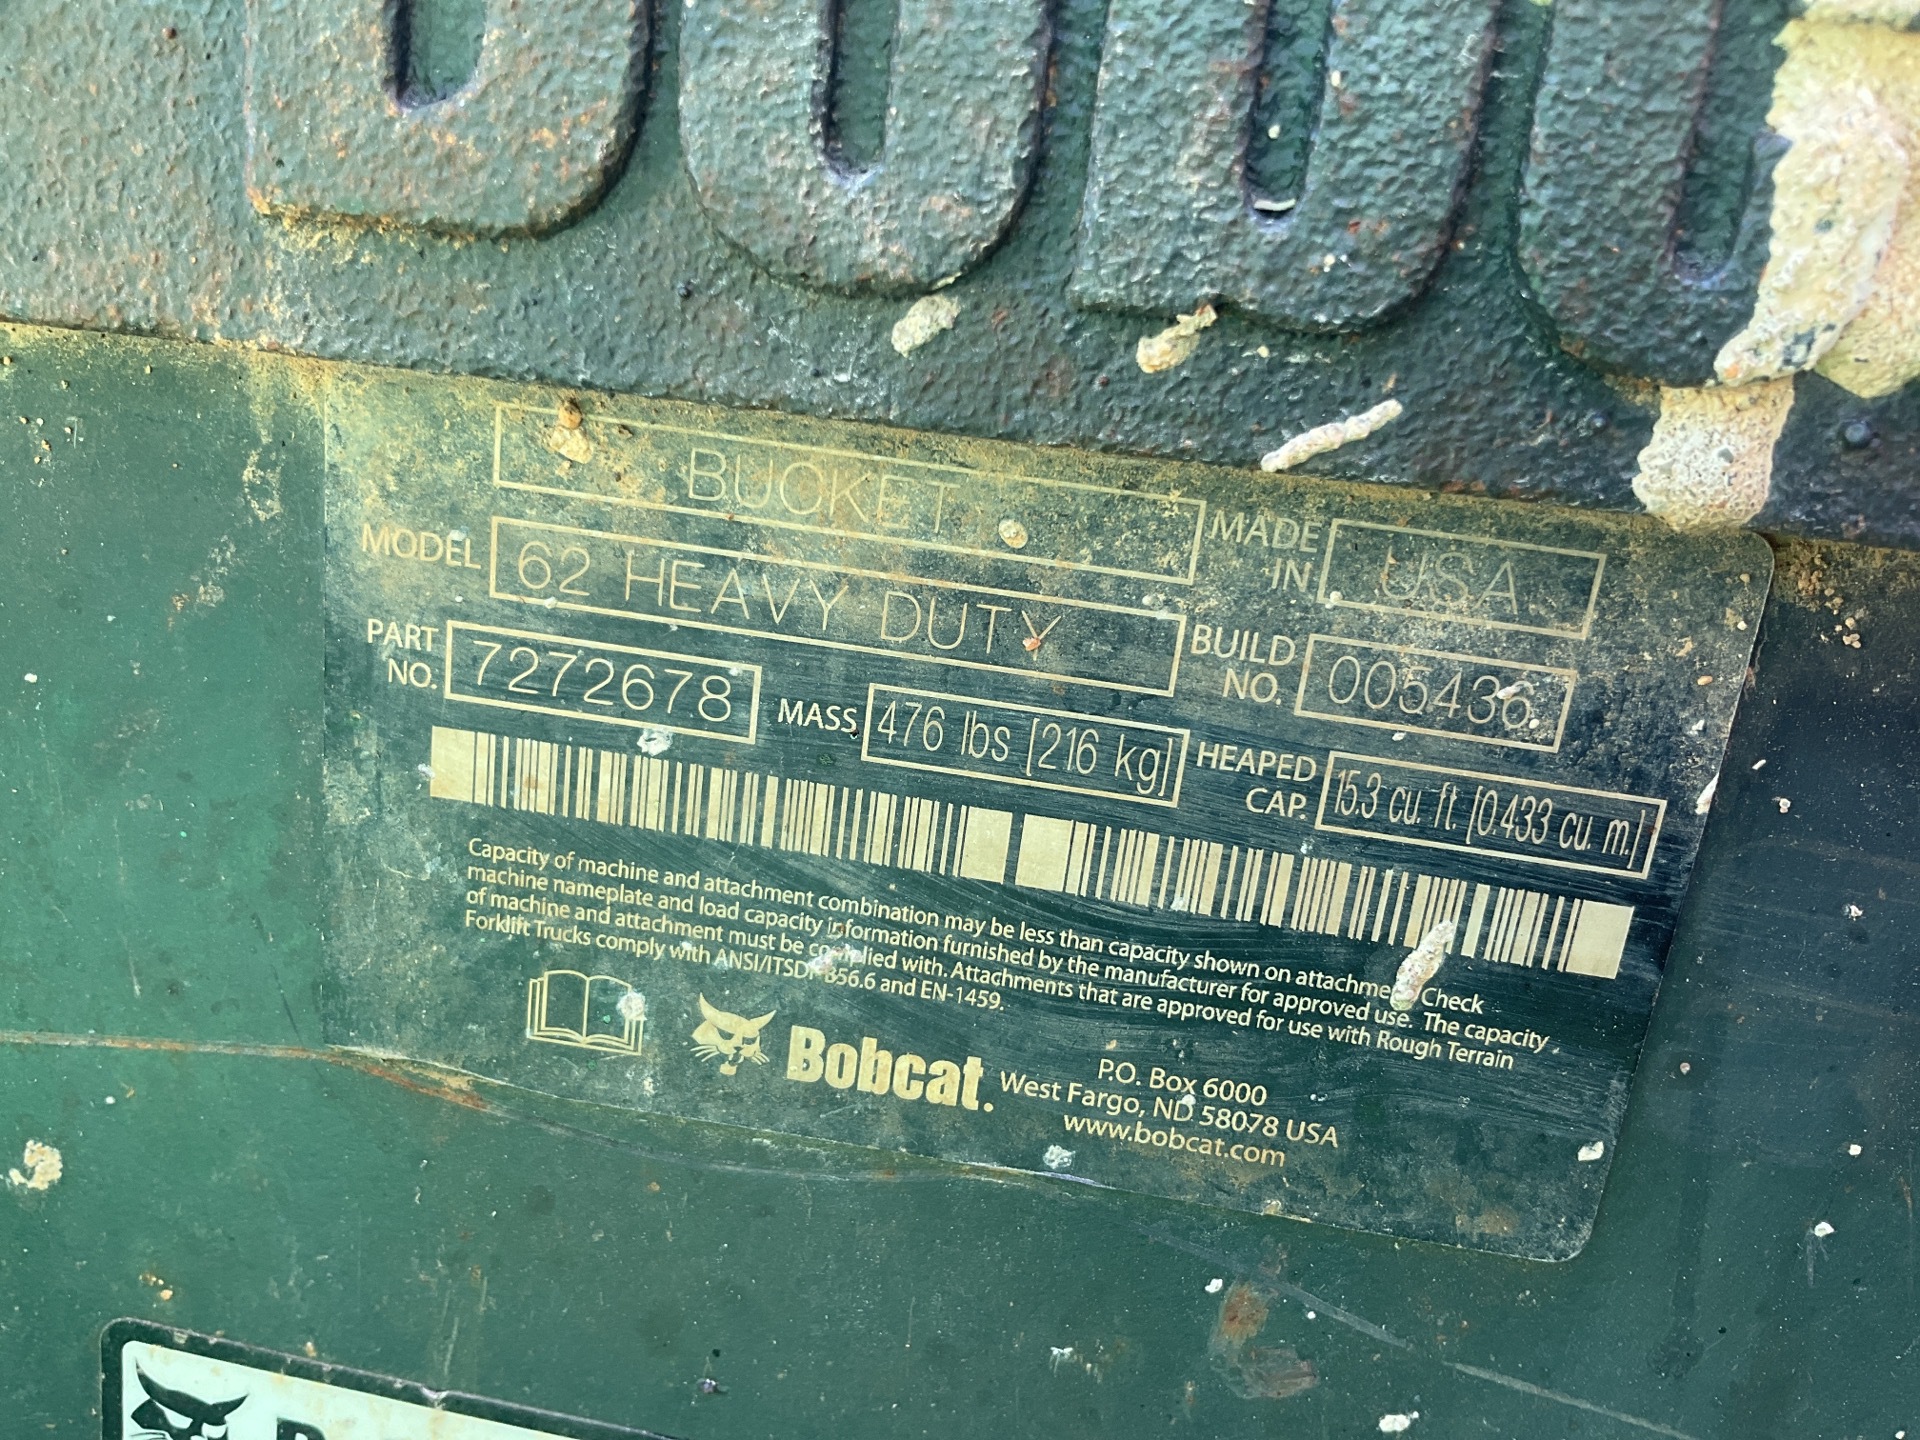 BUCKET
MADE IN USA
MODEL 62 HEAVY DUTY
BUILD NO. 005436
PART NO. 7272678
MASS 476 lbs [216 kg]
HEAPED CAP. 15.3 cu. ft. [0.433 cu. m.]
Capacity of machine and attachment combination may be less than capacity shown on attachment. Check
machine nameplate and load capacity information furnished by the manufacturer for approved use. The capacity
of machine and attachment must be complied with. Attachments that are approved for use with Rough Terrain
Forklift Trucks comply with ANSI/ITSDF B56.6 and EN-1459.
Bobcat.
P.O. Box 6000
West Fargo, ND 58078 USA
www.bobcat.com